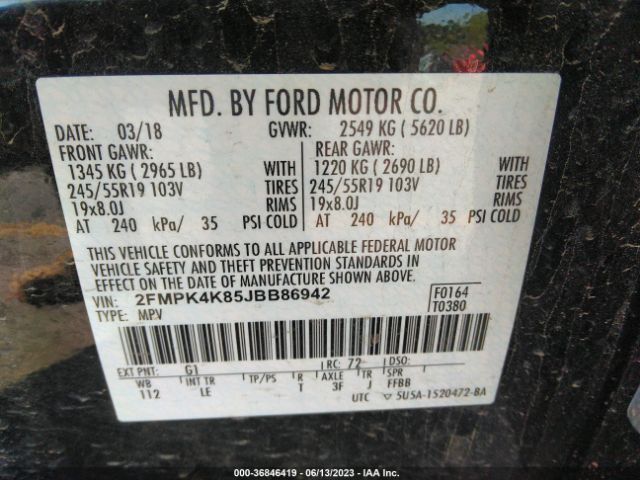 MFD. BY FORD MOTOR CO.
DATE: 03/18 GVWR: 2549 KG ( 5620 LB)
FRONT GAWR: REAR GAWR:
1345 KG ( 2965 LB) WITH 1220 KG ( 2690 LB) WITH
245/55R19 103V TIRES 245/55R19 103V TIRES
19x8.0J RIMS 19x8.0J RIMS
AT 240 kPa/ 35 PSI COLD AT 240 kPa/ 35 PSI COLD
THIS VEHICLE CONFORMS TO ALL APPLICABLE FEDERAL MOTOR
VEHICLE SAFETY AND THEFT PREVENTION STANDARDS IN
EFFECT ON THE DATE OF MANUFACTURE SHOWN ABOVE.
VIN: 2FMPK4K85JBB86942 F0164
TYPE: MPV T0380
EXT PNT: G1 RC: 72 DSO:
WB INT TR TP/PS R AXLE TR SPR
112 LE T 3F J FFBB
UTC ▽ 5U5A-1520472-BA
000-36846419 - 06/13/2023 - IAA Inc.